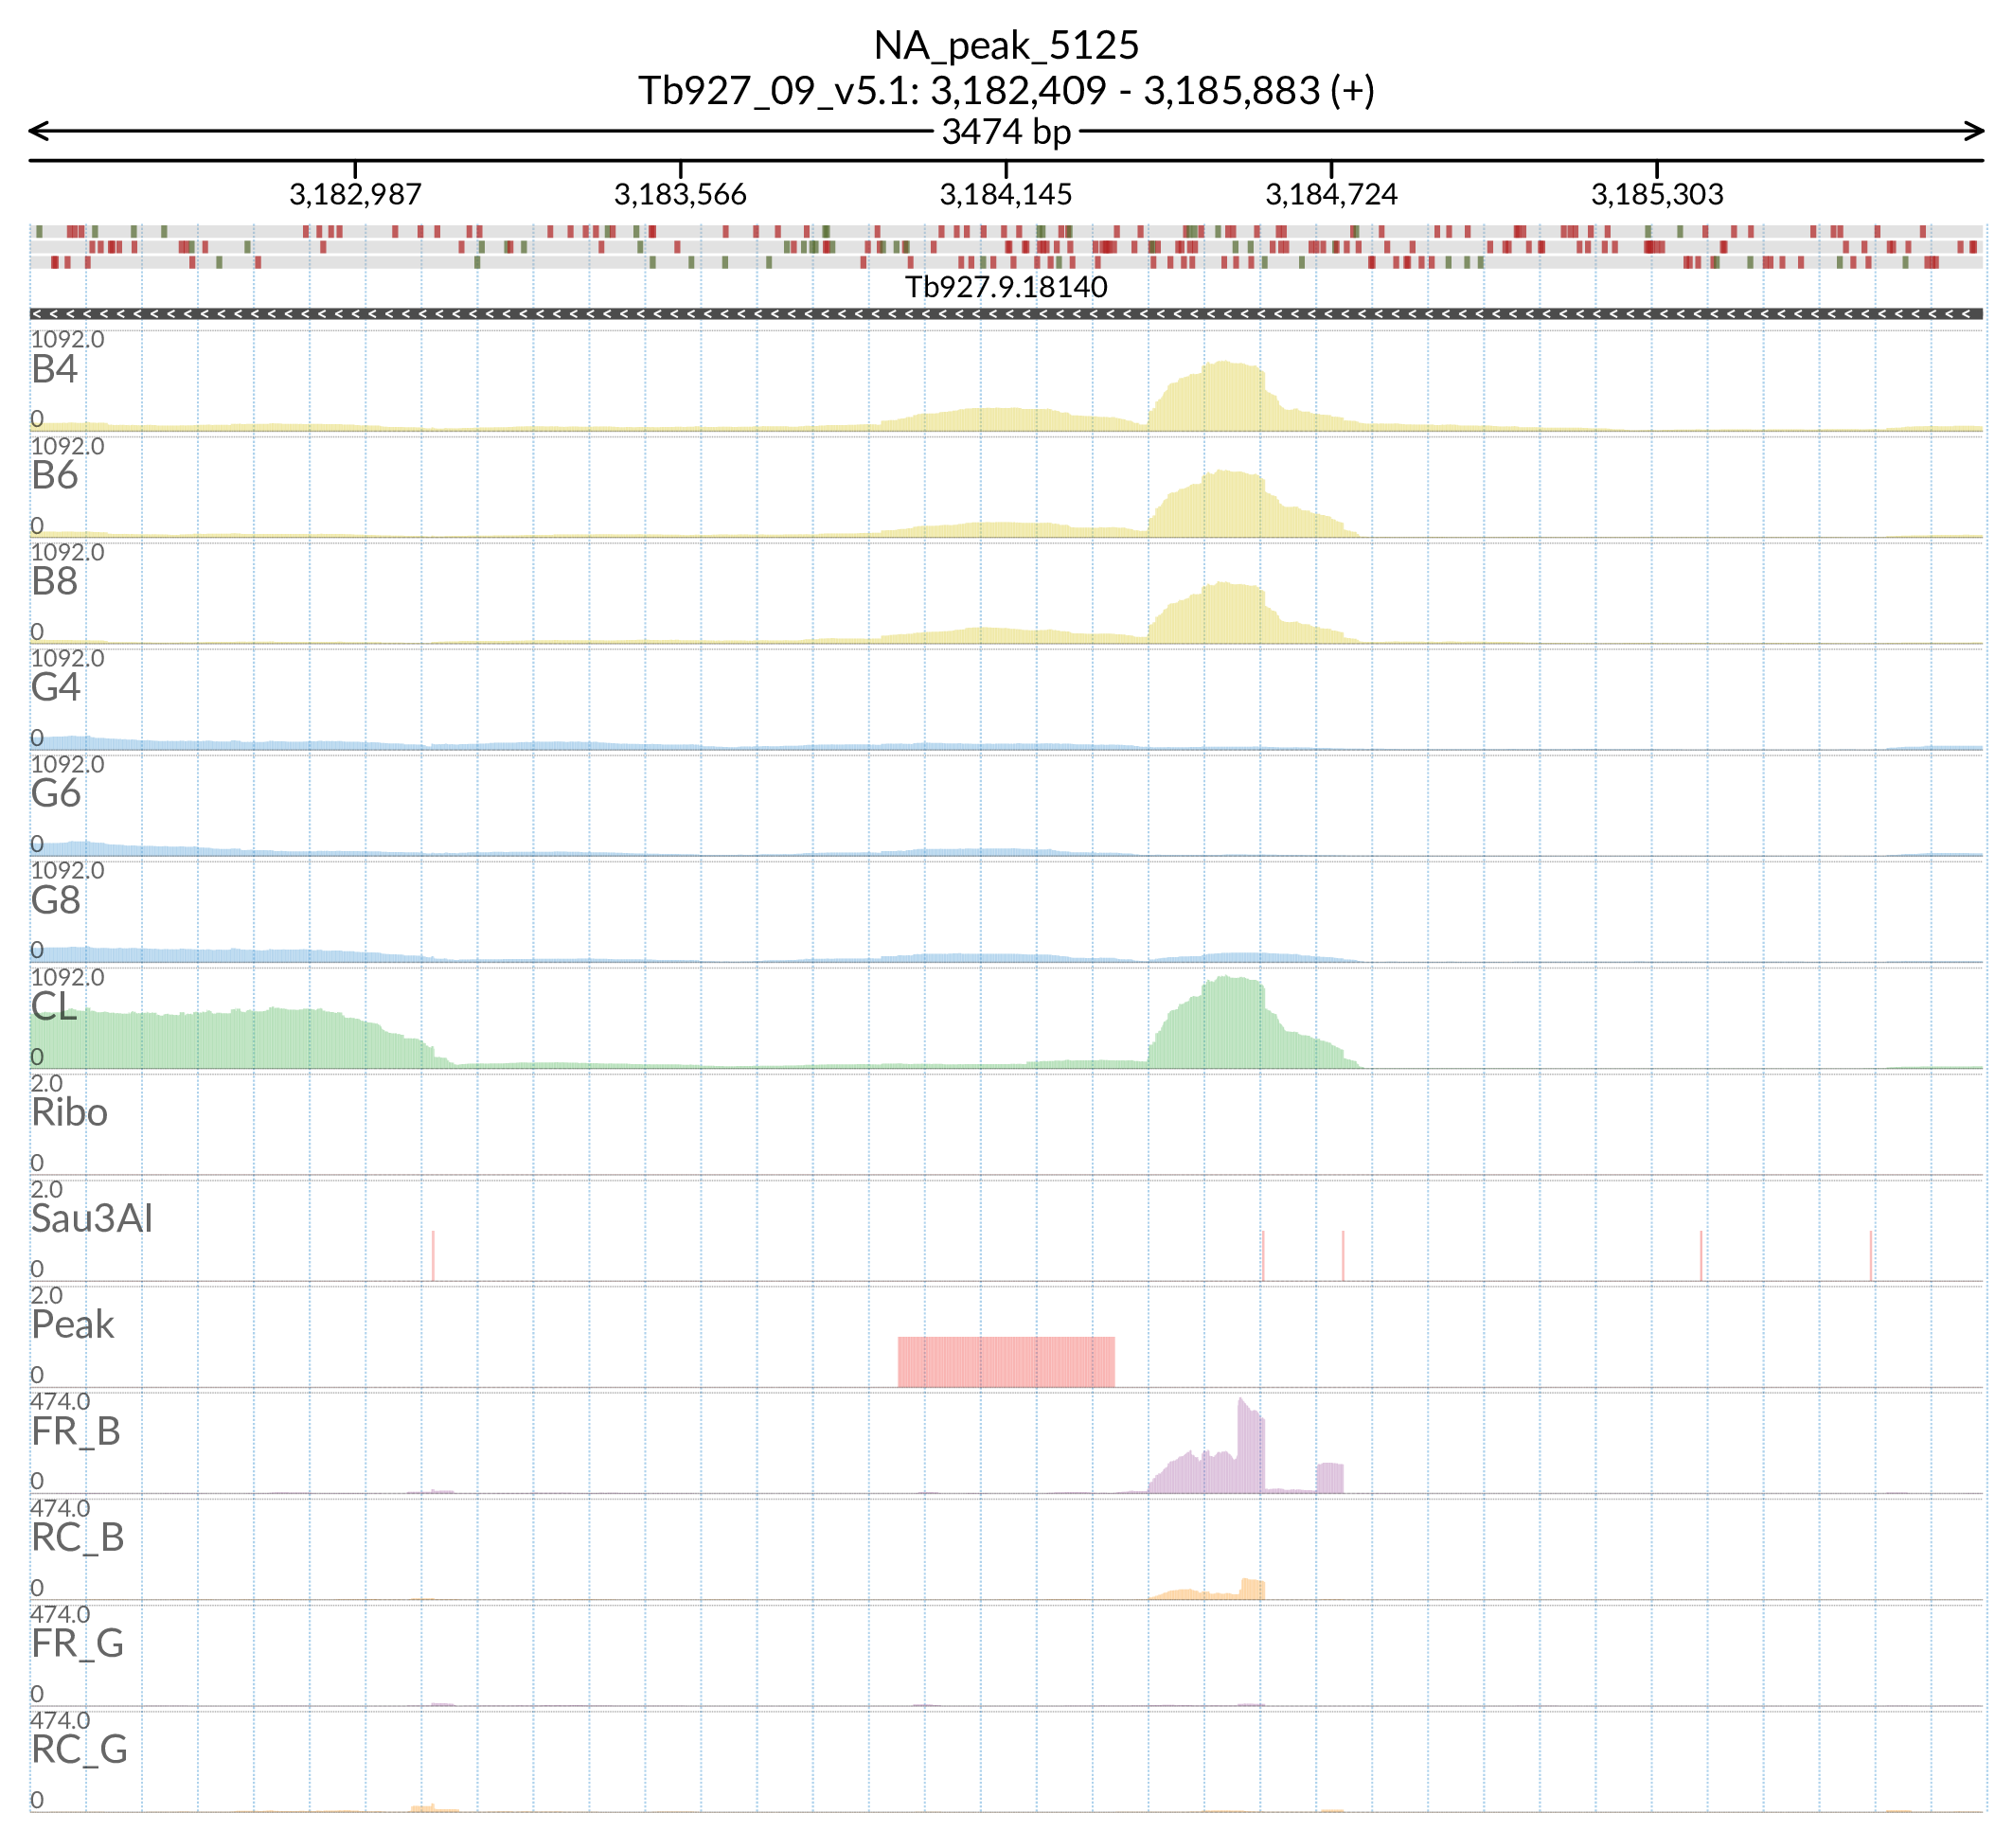 NA_peak_5125
Tb927_09_v5.1: 3,182,409 - 3,185,883 (+)
3474 bp
3,182,987 3,183,566 3,184,145 3,184,724 3,185,303
Tb927.9.18140
1092.0
B4
0
1092.0
B6
0
1092.0
B8
0
1092.0
G4
0
1092.0
G6
0
1092.0
G8
0
1092.0
CL
0
2.0
Ribo
0
2.0
Sau3AI
0
2.0
Peak
0
474.0
FR_B
0
474.0
RC_B
0
474.0
FR_G
0
474.0
RC_G
0